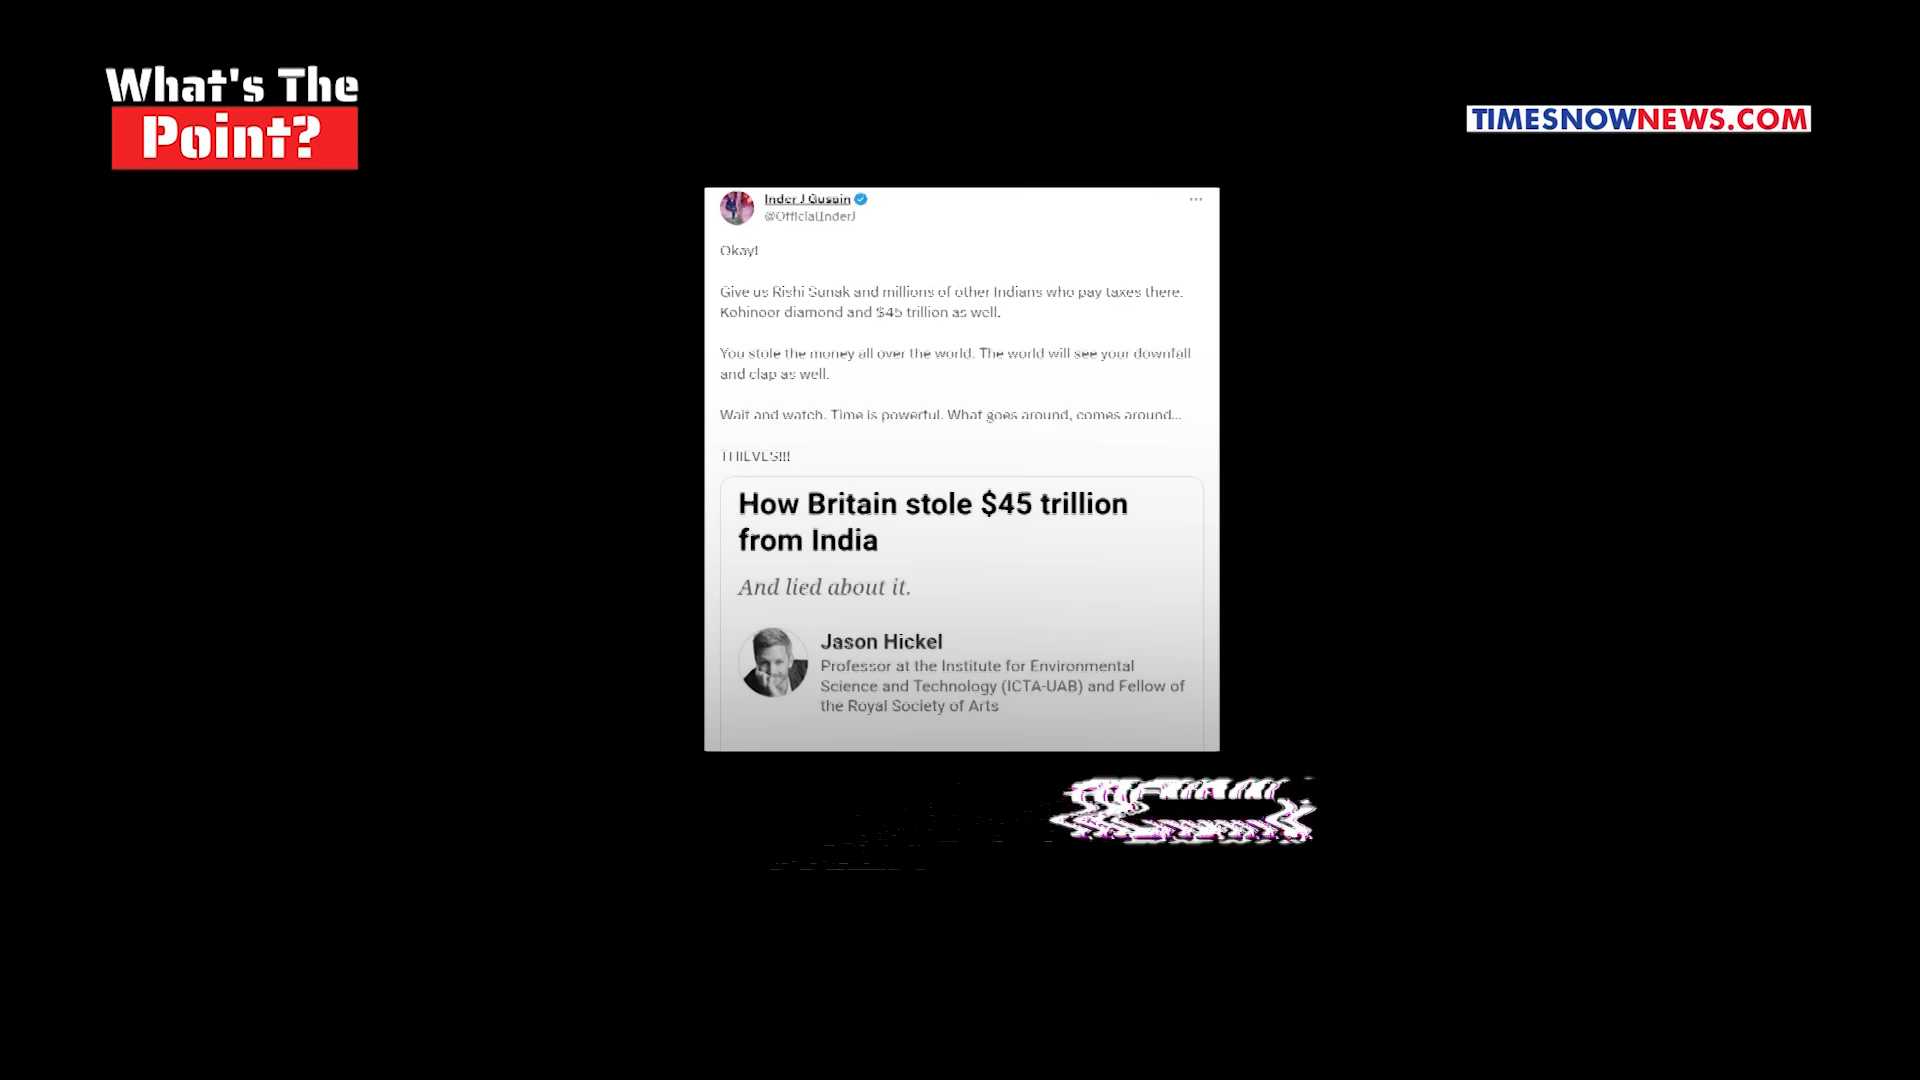 What's The
Point?
TIMESNOWNEWS.COM
Inder J Gusain
@OfficialInderJ
Okay!
Give us Rishi Sunak and millions of other Indians who pay taxes there.
Kohinoor diamond and $45 trillion as well.
You stole the money all over the world. The world will see your downfall
and clap as well.
Wait and watch. Time is powerful. What goes around, comes around...
THIEVES!!!
How Britain stole $45 trillion
from India
And lied about it.
Jason Hickel
Professor at the Institute for Environmental
Science and Technology (ICTA-UAB) and Fellow of
the Royal Society of Arts